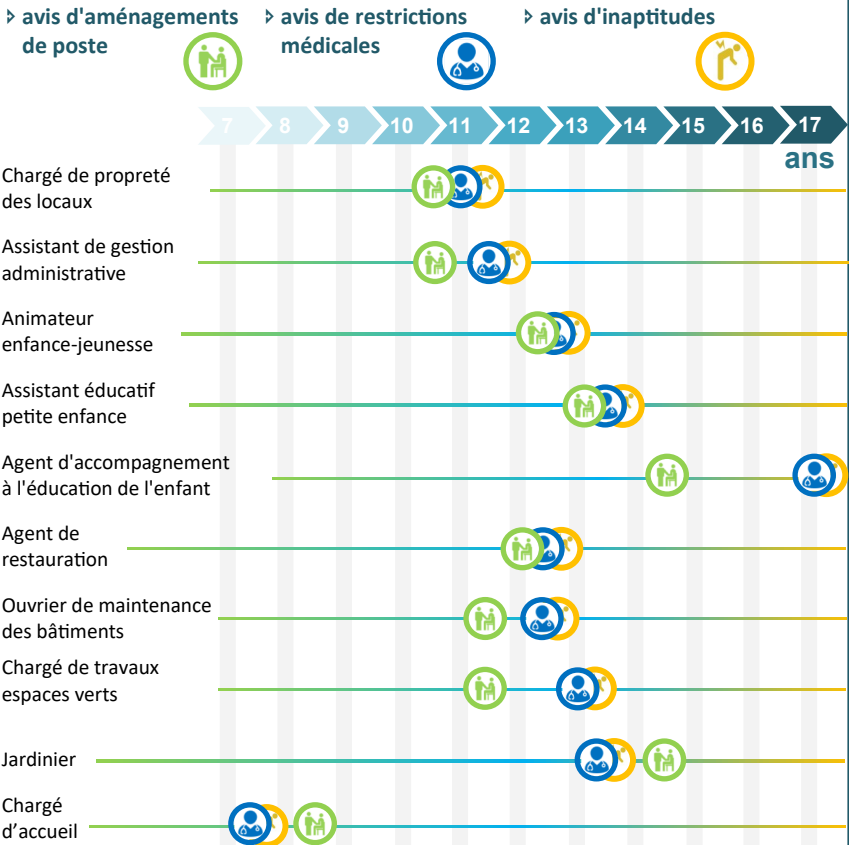 avis d'aménagements
de poste
avis de restrictions
médicales
avis d'inaptitudes
7 8 9 10 11 12 13 14 15 16 17
ans
Chargé de propreté
des locaux
Assistant de gestion
administrative
Animateur
enfance-jeunesse
Assistant éducatif
petite enfance
Agent d'accompagnement
à l'éducation de l'enfant
Agent de
restauration
Ouvrier de maintenance
des bâtiments
Chargé de travaux
espaces verts
Jardinier
Chargé
d’accueil